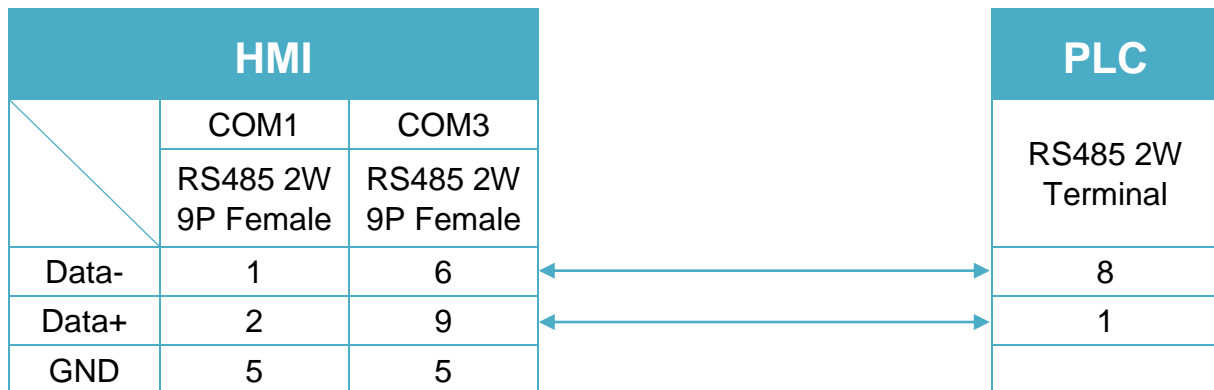 HMI PLC
COM1 COM3
RS485 2W
9P Female
RS485 2W
9P Female
RS485 2W
Terminal
Data- 1 6 8
Data+ 2 9 1
GND 5 5